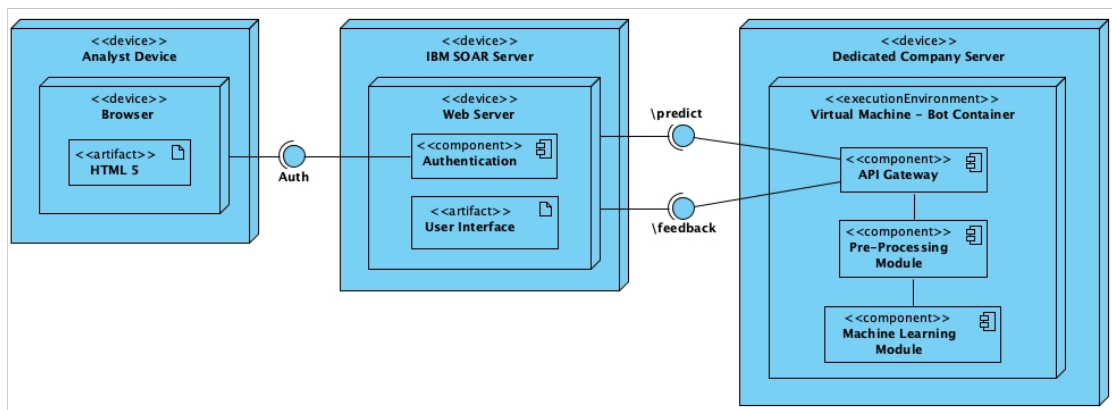 <<device>>
Analyst Device
<<device>>
Browser
<<artifact>>
HTML 5
Auth
<<device>>
IBM SOAR Server
<<device>>
Web Server
<<component>>
Authentication
<<artifact>>
User Interface
\predict
\feedback
<<device>>
Dedicated Company Server
<<executionEnvironment>>
Virtual Machine - Bot Container
<<component>>
API Gateway
<<component>>
Pre-Processing
Module
<<component>>
Machine Learning
Module